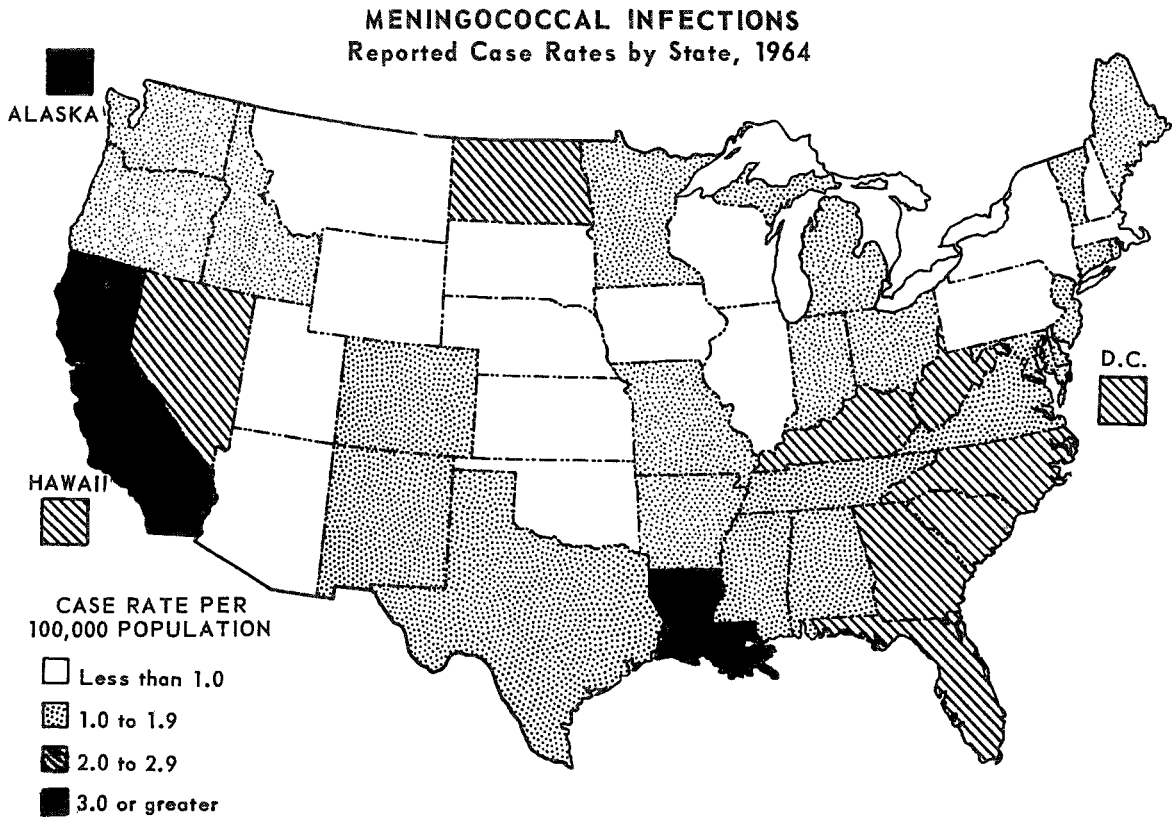 MENINGOCOCCAL INFECTIONS
Reported Case Rates by State, 1964
ALASKA
D.C.
HAWAII
CASE RATE PER
100,000 POPULATION
Less than 1.0
1.0 to 1.9
2.0 to 2.9
3.0 or greater